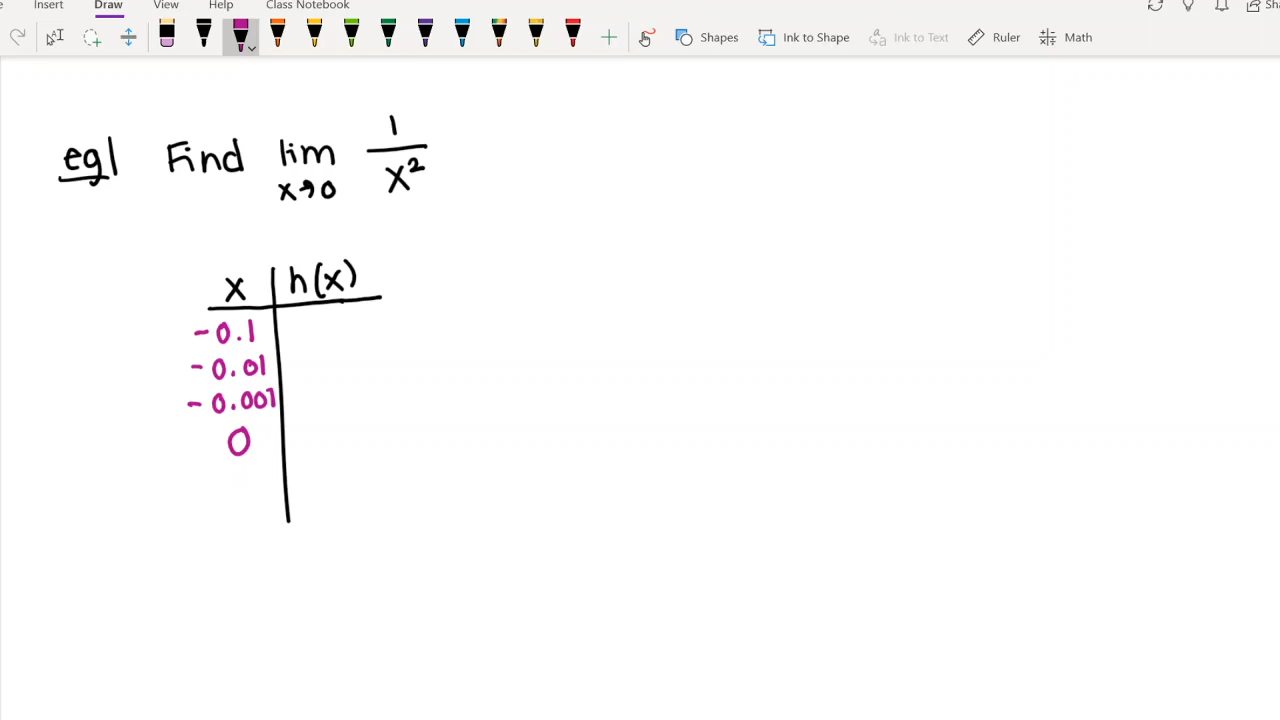 Insert Draw View Help Class Notebook
Shapes Ink to Shape Ink to Text Ruler Math
eg1 Find lim x→0 1/x²
x h(x)
-0.1
-0.01
-0.001
0